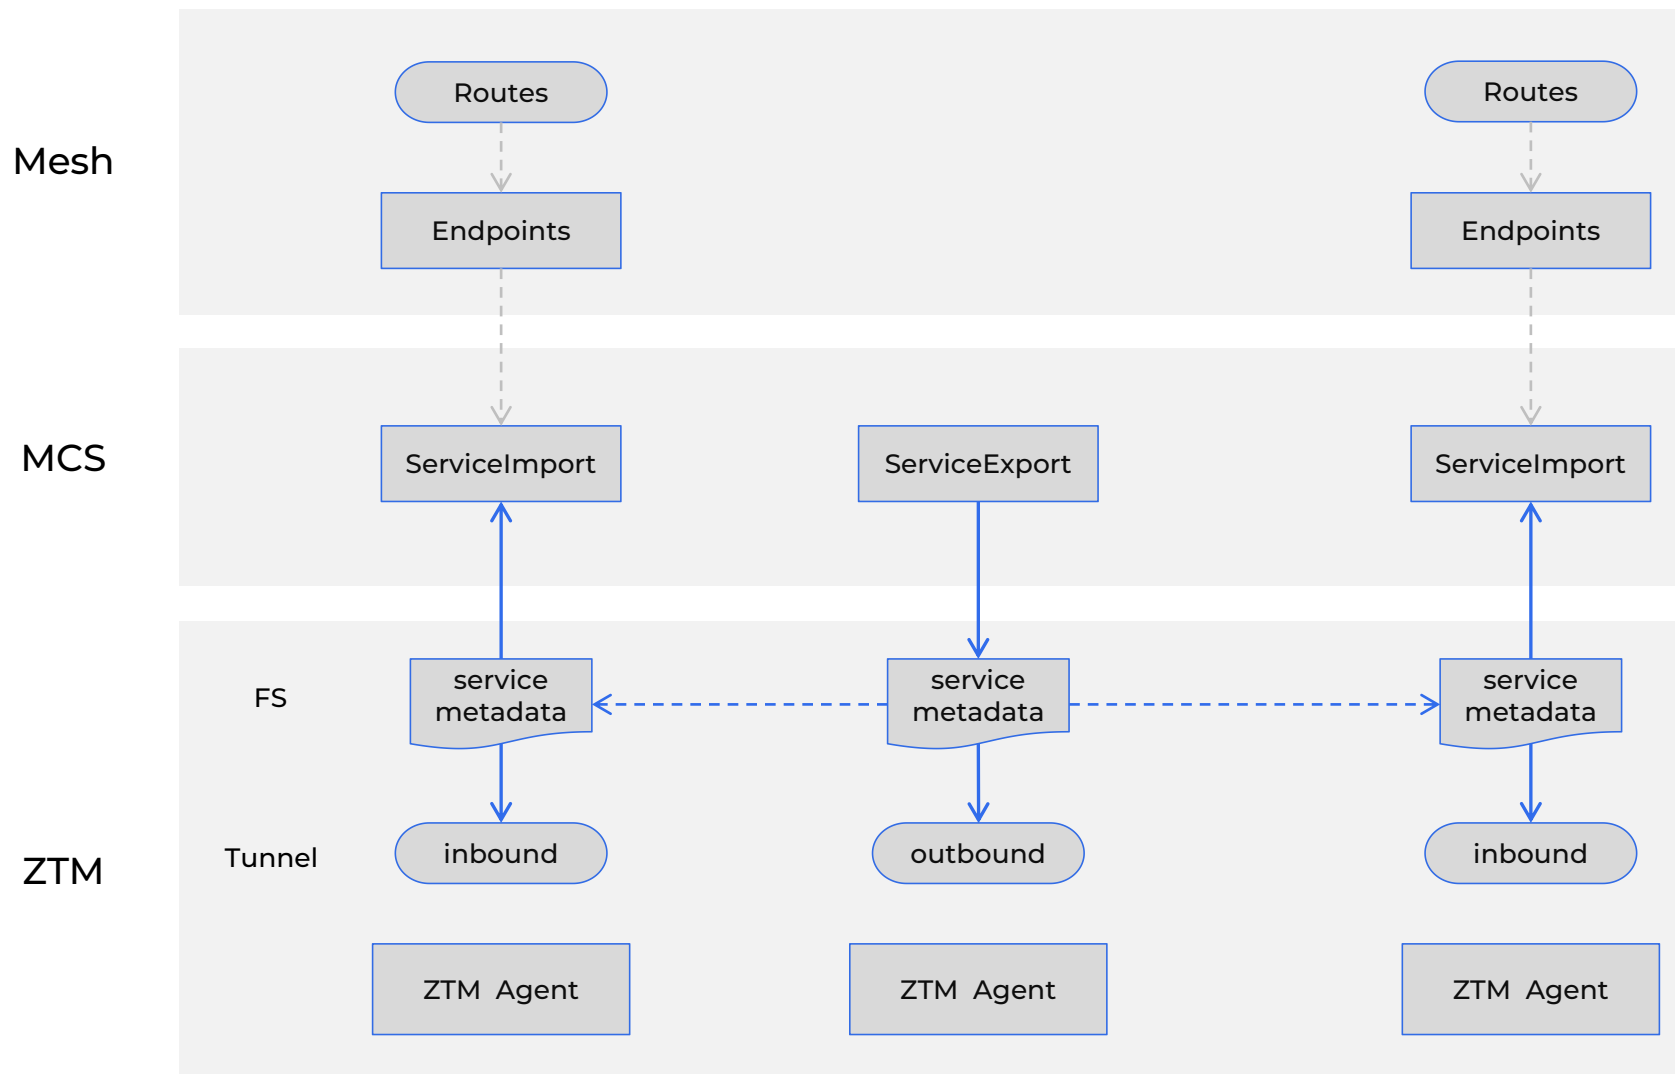 Routes
Routes
Mesh
Endpoints
Endpoints
MCS
ServiceImport
ServiceExport
ServiceImport
FS
service
metadata
service
metadata
service
metadata
Tunnel
inbound
outbound
inbound
ZTM
ZTM Agent
ZTM Agent
ZTM Agent